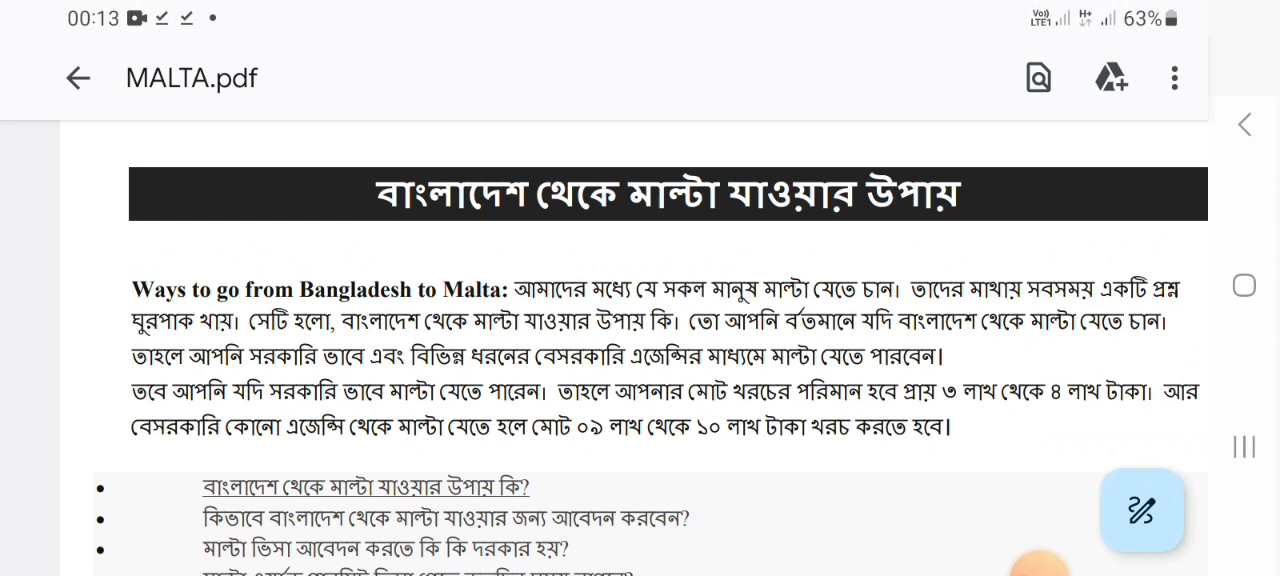 00:13
Vo)) LTE1 H+ 63%
MALTA.pdf
বাংলাদেশ থেকে মাল্টা যাওয়ার উপায়
Ways to go from Bangladesh to Malta: আমাদের মধ্যে যে সকল মানুষ মাল্টা যেতে চান। তাদের মাথায় সবসময় একটি প্রশ্ন
ঘুরপাক খায়। সেটি হলো, বাংলাদেশ থেকে মাল্টা যাওয়ার উপায় কি। তো আপনি বর্তমানে যদি বাংলাদেশ থেকে মাল্টা যেতে চান।
তাহলে আপনি সরকারি ভাবে এবং বিভিন্ন ধরনের বেসরকারি এজেন্সির মাধ্যমে মাল্টা যেতে পারবেন।
তবে আপনি যদি সরকারি ভাবে মাল্টা যেতে পারেন। তাহলে আপনার মোট খরচের পরিমান হবে প্রায় ৩ লাখ থেকে ৪ লাখ টাকা। আর
বেসরকারি কোনো এজেন্সি থেকে মাল্টা যেতে হলে মোট ০৯ লাখ থেকে ১০ লাখ টাকা খরচ করতে হবে।
• বাংলাদেশ থেকে মাল্টা যাওয়ার উপায় কি?
• কিভাবে বাংলাদেশ থেকে মাল্টা যাওয়ার জন্য আবেদন করবেন?
• মাল্টা ভিসা আবেদন করতে কি কি দরকার হয়?